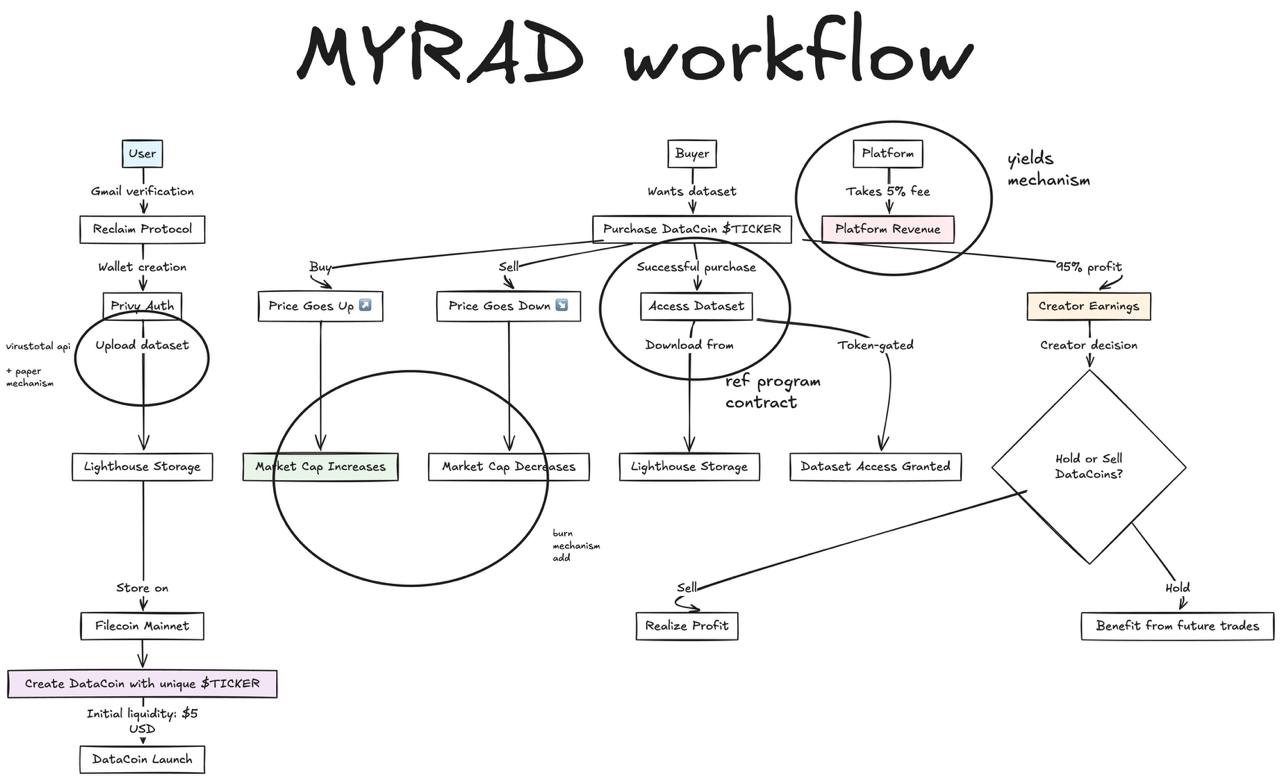 MYRAD workflow
User
Gmail verification
Reclaim Protocol
Wallet creation
Privy Auth
Upload dataset
virustotal api
+ paper
mechanism
Lighthouse Storage
Store on
Filecoin Mainnet
Create DataCoin with unique $TICKER
Initial liquidity: $5
USD
DataCoin Launch
Buyer
Wants dataset
Purchase DataCoin $TICKER
Buy
Price Goes Up ↗
Market Cap Increases
Sell
Price Goes Down ↘
Market Cap Decreases
burn
mechanism
add
Successful purchase
Access Dataset
Download from
ref program
contract
Lighthouse Storage
Token-gated
Dataset Access Granted
Platform
Takes 5% fee
Platform Revenue
yields
mechanism
95% profit
Creator Earnings
Creator decision
Hold or Sell
DataCoins?
Sell
Realize Profit
Hold
Benefit from future trades